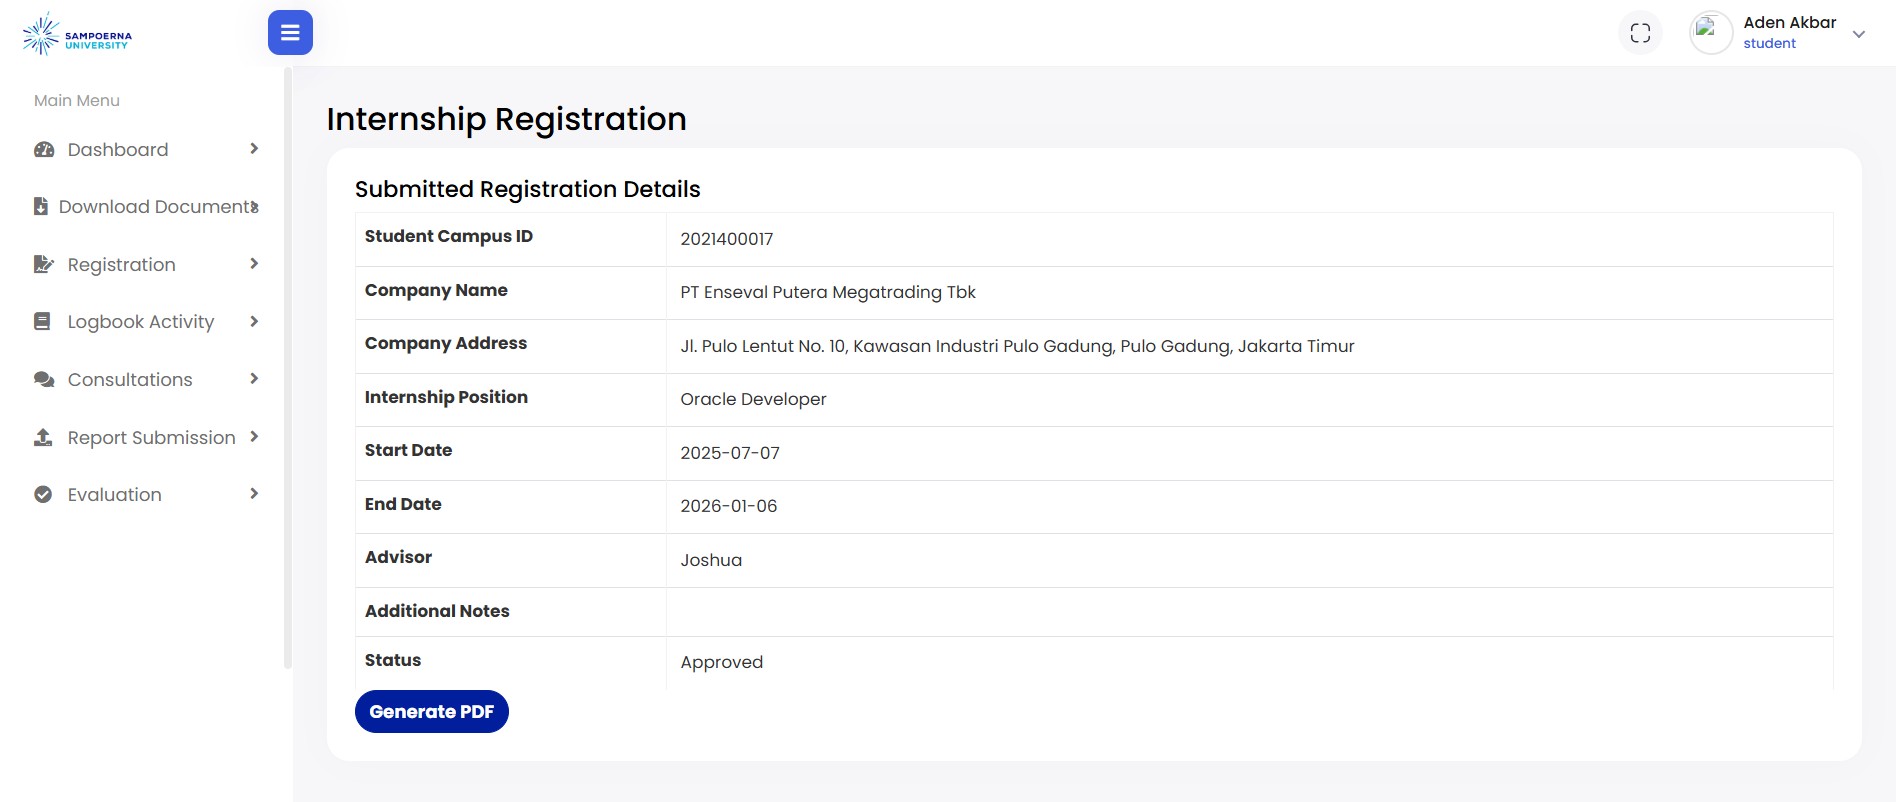 SAMPOERNA
UNIVERSITY
Aden Akbar
student
Main Menu
Dashboard
Download Documents
Registration
Logbook Activity
Consultations
Report Submission
Evaluation
Internship Registration
Submitted Registration Details
Student Campus ID 2021400017
Company Name PT Enseval Putera Megatrading Tbk
Company Address Jl. Pulo Lentut No. 10, Kawasan Industri Pulo Gadung, Pulo Gadung, Jakarta Timur
Internship Position Oracle Developer
Start Date 2025-07-07
End Date 2026-01-06
Advisor Joshua
Additional Notes
Status Approved
Generate PDF